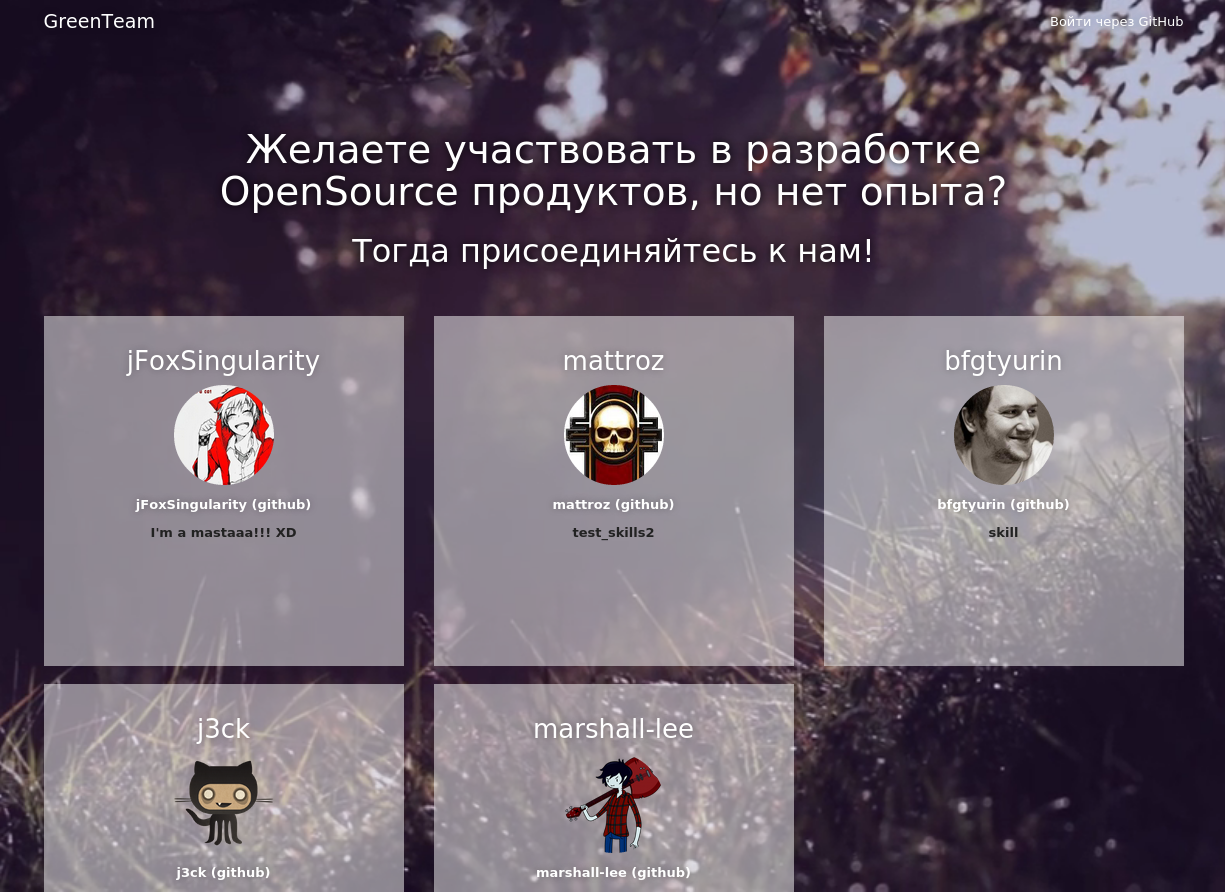 GreenTeam
Войти через GitHub
Желаете участвовать в разработке
OpenSource продуктов, но нет опыта?
Тогда присоединяйтесь к нам!
jFoxSingularity
mattroz
bfgtyurin
jFoxSingularity (github)
mattroz (github)
bfgtyurin (github)
I'm a mastaaa!!! XD
test_skills2
skill
j3ck
marshall-lee
j3ck (github)
marshall-lee (github)